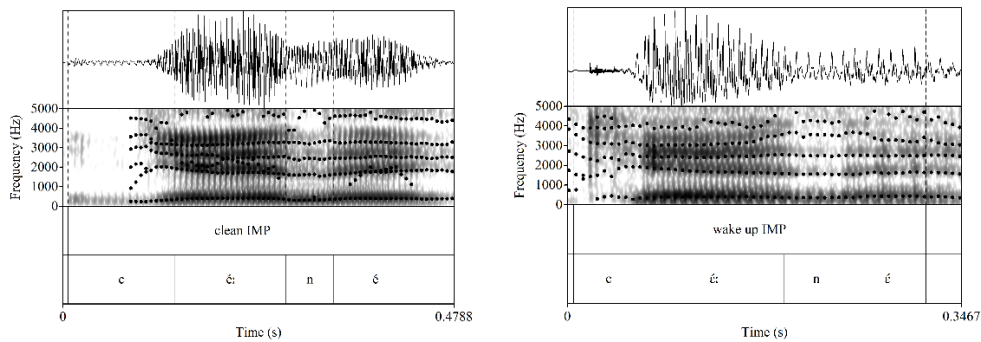 5000
4000
3000
2000
1000
0
Frequency (Hz)
clean IMP
c éː n é
0 0.4788
Time (s)
5000
4000
3000
2000
1000
0
Frequency (Hz)
wake up IMP
c ɛ́ː n ɛ́
0 0.3467
Time (s)